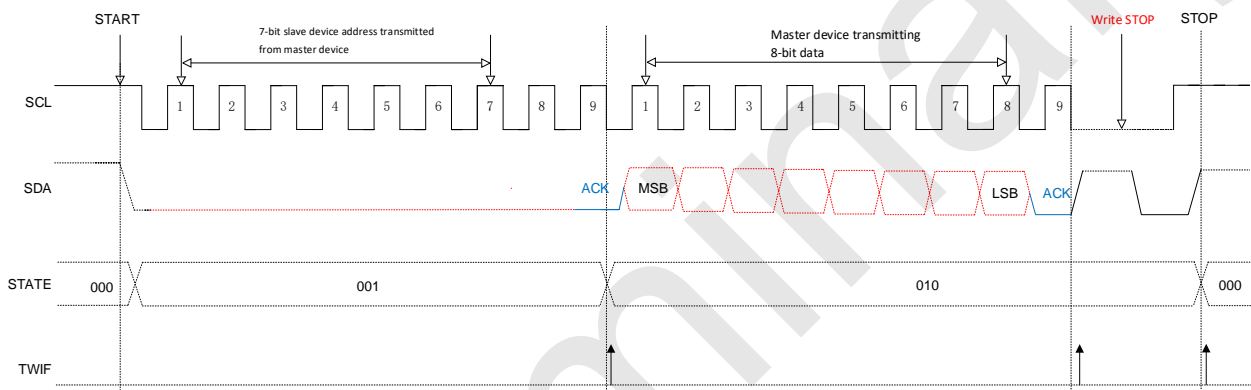 START
7-bit slave device address transmitted
from master device
Master device transmitting
8-bit data
Write STOP
STOP
SCL
1 2 3 4 5 6 7 8 9 1 2 3 4 5 6 7 8 9
SDA
ACK MSB LSB ACK
STATE
000 001 010 000
TWIF